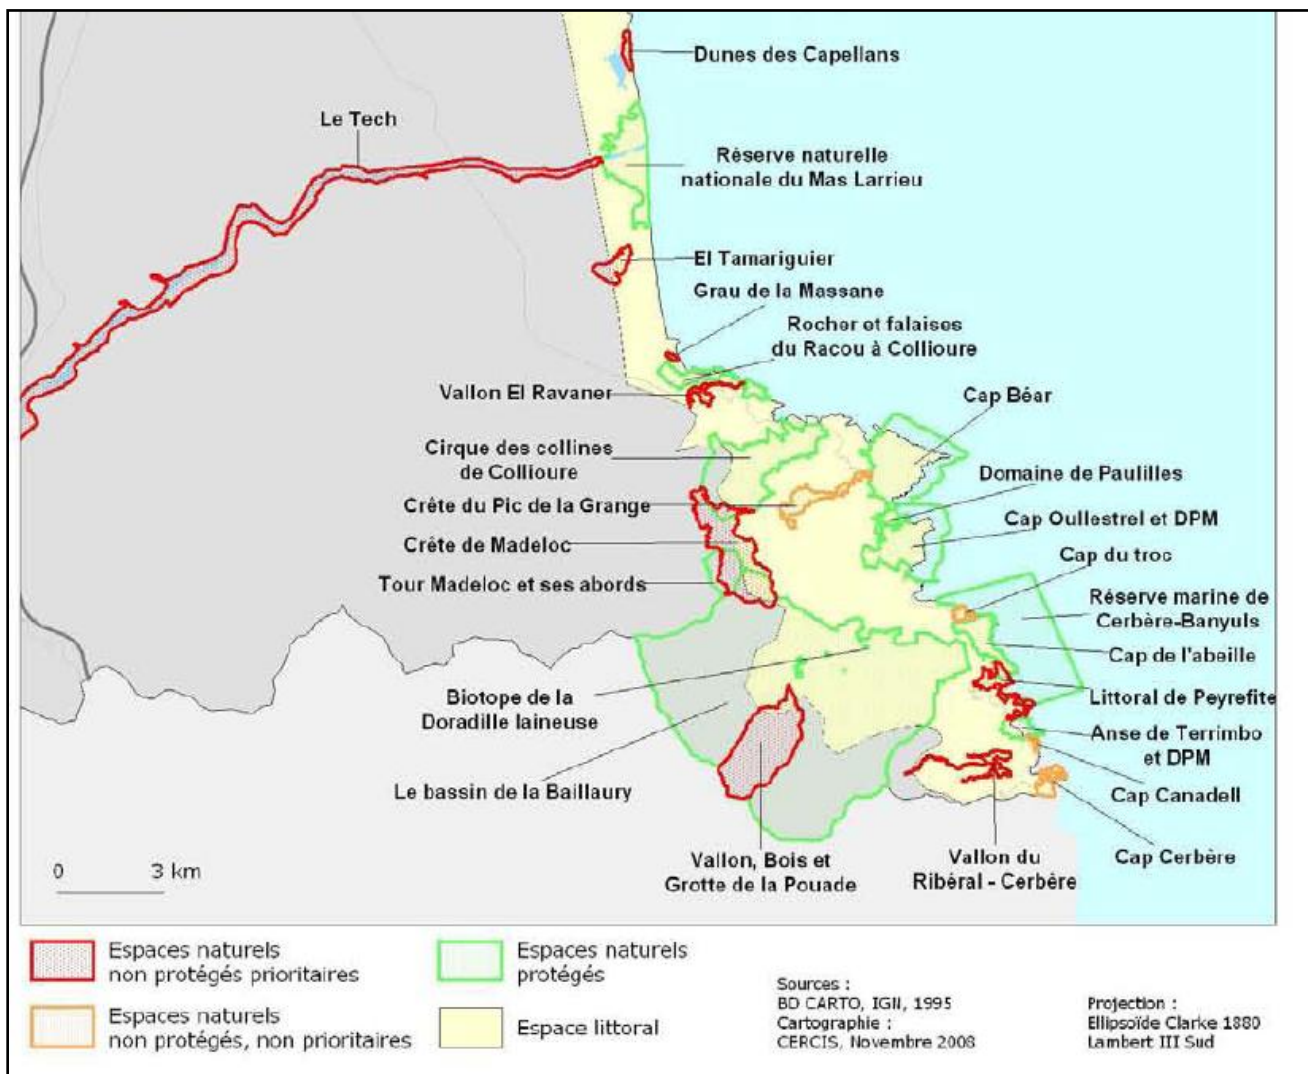 Dunes des Capellans
Le Tech
Réserve naturelle
nationale du Mas Larrieu
El Tamariguier
Grau de la Massane
Rocher et falaises
du Racou à Collioure
Vallon El Ravaner
Cap Béar
Cirque des collines
de Collioure
Domaine de Paulilles
Crête du Pic de la Grange
Cap Oullestrel et DPM
Crête de Madeloc
Cap du troc
Tour Madeloc et ses abords
Réserve marine de
Cerbère-Banyuls
Cap de l'abeille
Biotope de la
Doradille laineuse
Littoral de Peyrefite
Anse de Terrimbo
et DPM
Le bassin de la Baillaury
Cap Canadell
Vallon, Bois et
Grotte de la Pouade
Vallon du
Ribéral - Cerbère
Cap Cerbère
0 3 km
Espaces naturels
non protégés prioritaires
Espaces naturels
protégés
Espaces naturels
non protégés, non prioritaires
Espace littoral
Sources :
BD CARTO, IGN, 1995
Cartographie :
CERCIS, Novembre 2008
Projection :
Ellipsoïde Clarke 1880
Lambert III Sud